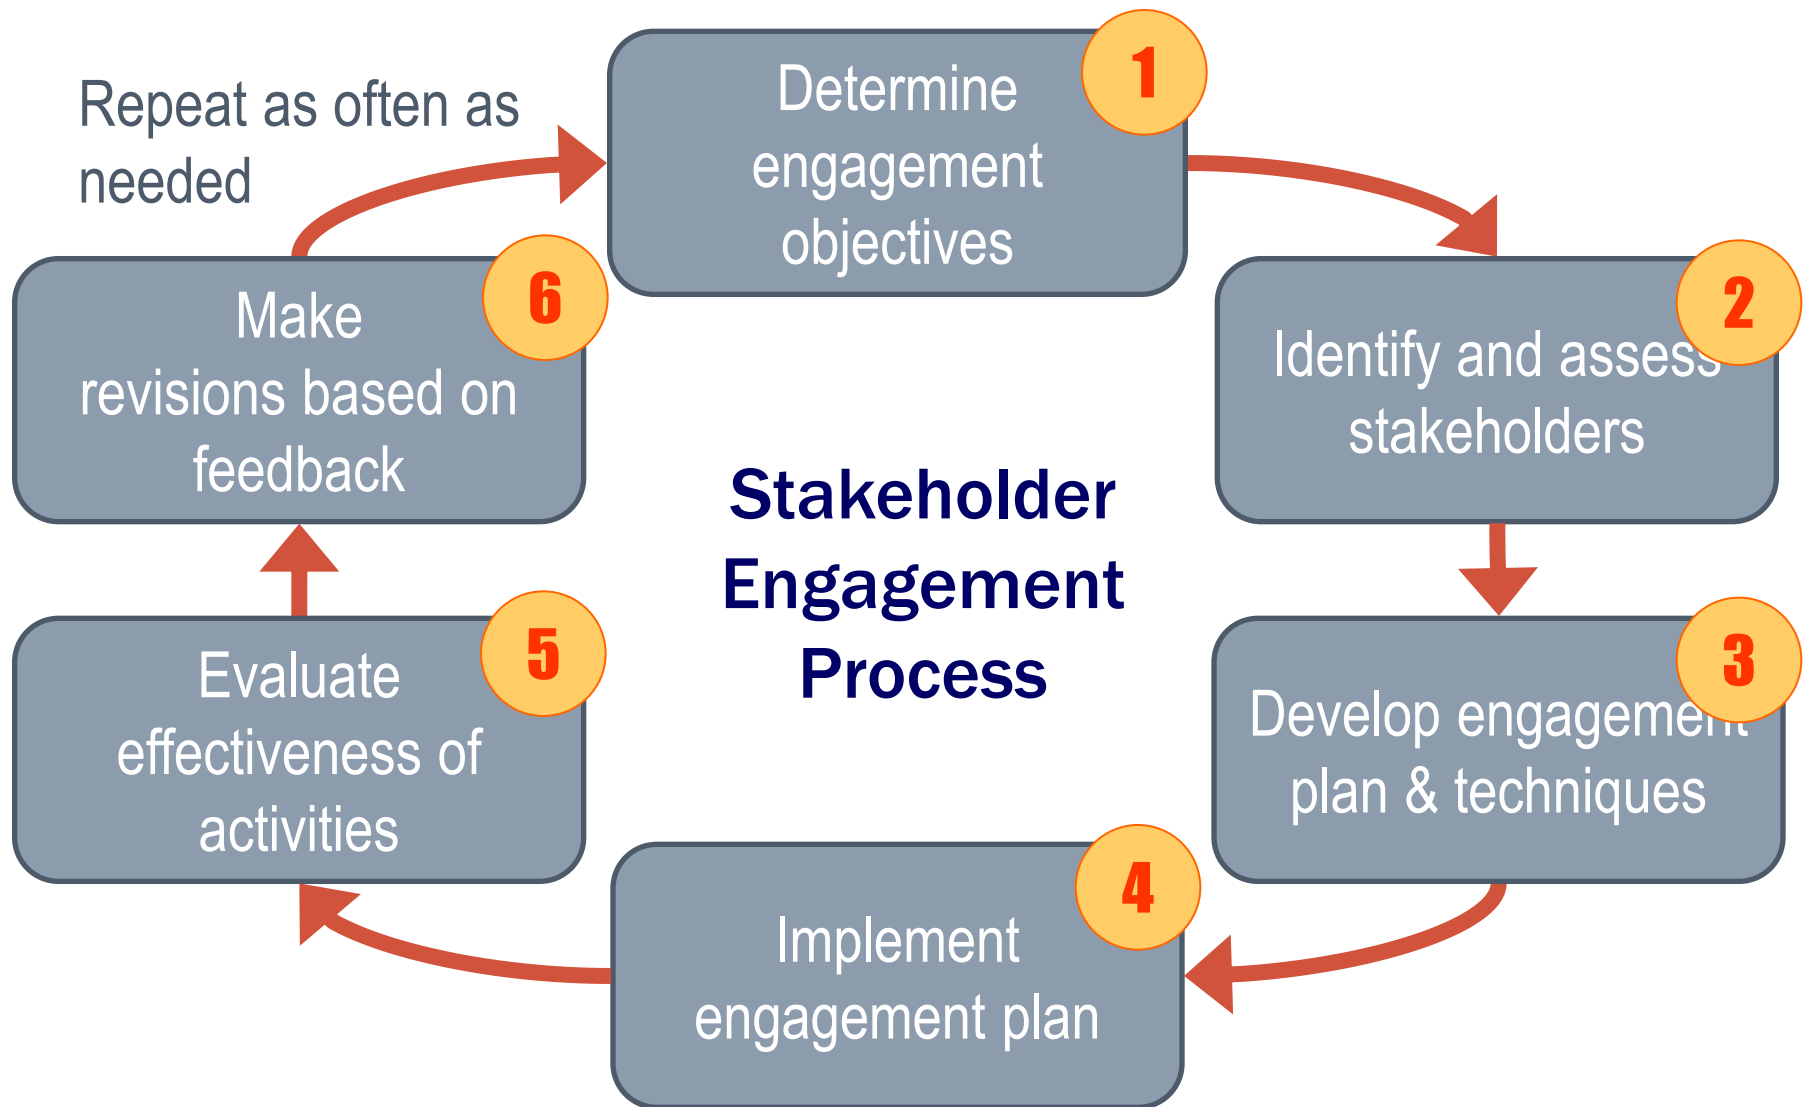 Repeat as often as
needed
1
Determine
engagement
objectives
2
Identify and assess
stakeholders
3
Develop engagement
plan & techniques
4
Implement
engagement plan
5
Evaluate
effectiveness of
activities
6
Make
revisions based on
feedback
Stakeholder
Engagement
Process